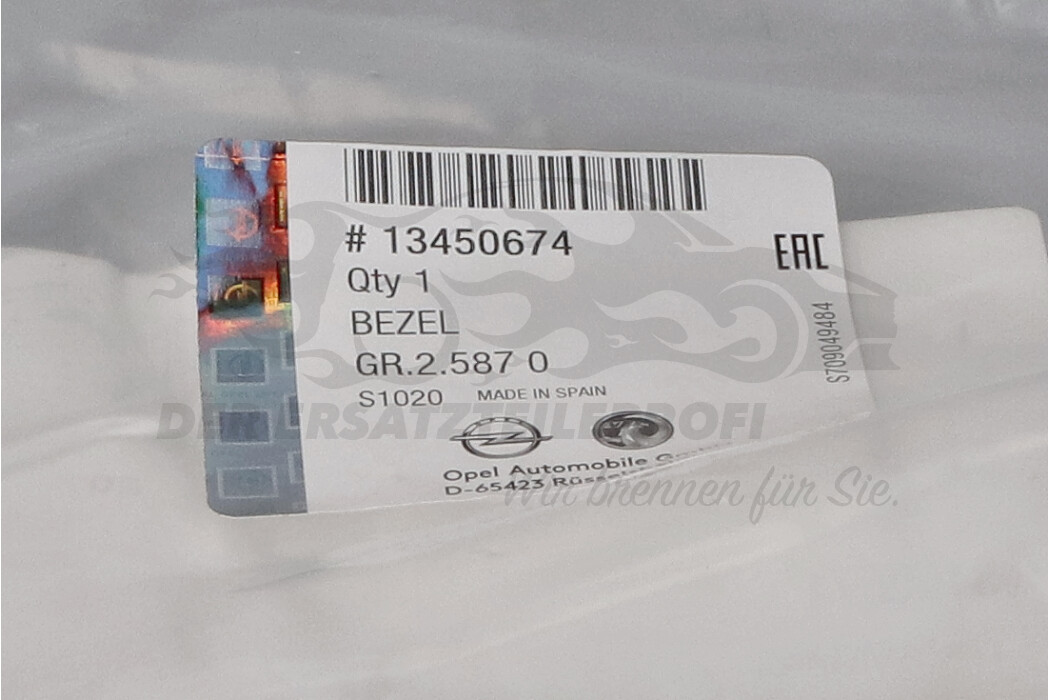 # 13450674
Qty 1
EAC
BEZEL
GR.2.587 0
S1020 MADE IN SPAIN
S709049484
DER ERSATZTEILEPROFI
Opel Automobile
D-65423
Wir brennen für Sie.